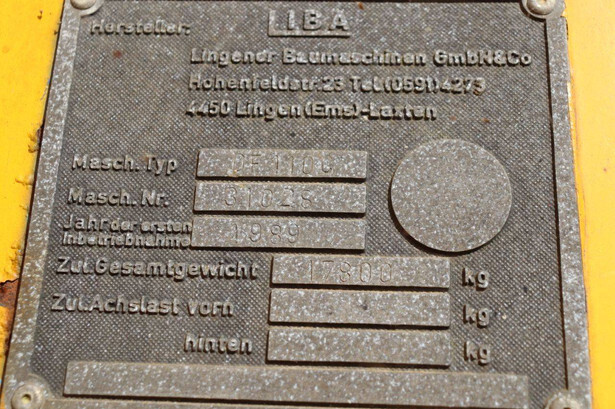 Hersteller: LIBA
Lingener Baumaschinen GmbH&Co
Hohenfeldstr.23 Tel.(0591)4273
4450 Lingen(Ems)-Laxten
Masch. Typ
Masch. Nr. 01028
Jahr der ersten Inbetriebnahme 1989
Zul.Gesamtgewicht 17800 kg
Zul.Achslast vorn kg
hinten kg